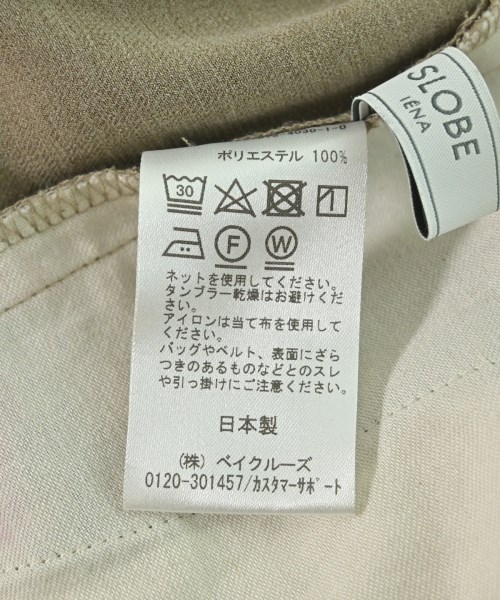 SLOBE
IÉNA
ポリエステル 100%
30
F
W
ネットを使用してください。
タンブラー乾燥はお避けくだ
さい。
アイロンは当て布を使用して
ください。
バッグやベルト、表面にざら
つきのあるものなどとのスレ
や引っ掛けにご注意ください。
日本製
(株) ベイクルーズ
0120-301457/カスタマーサポート